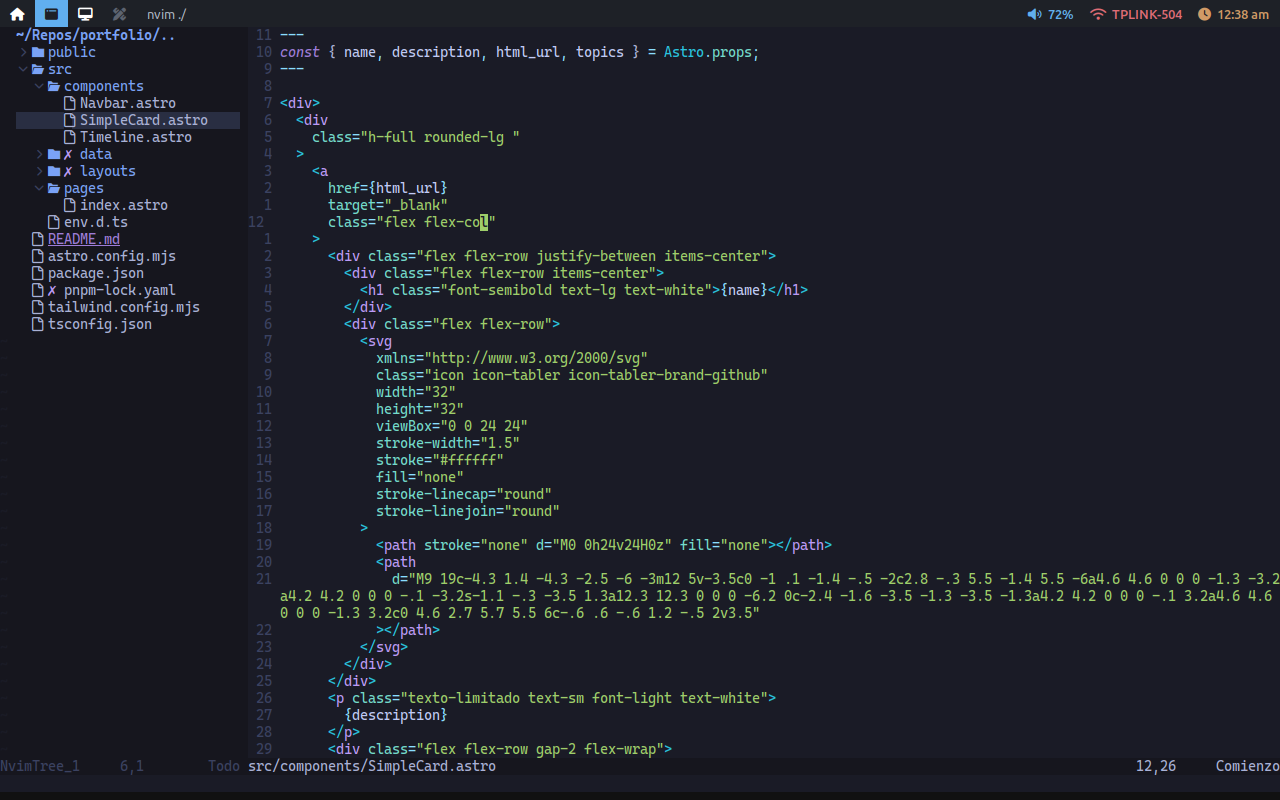 nvim ./
72%
TPLINK-504
12:38 am
~/Repos/portfolio/..
public
src
components
Navbar.astro
SimpleCard.astro
Timeline.astro
✗ data
✗ layouts
pages
index.astro
env.d.ts
README.md
astro.config.mjs
package.json
✗ pnpm-lock.yaml
tailwind.config.mjs
tsconfig.json
NvimTree_1 6,1 Todo
11 ---
10 const { name, description, html_url, topics } = Astro.props;
9 ---
8
7 <div>
6 <div
5 class="h-full rounded-lg "
4 >
3 <a
2 href={html_url}
1 target="_blank"
12 class="flex flex-col"
1 >
2 <div class="flex flex-row justify-between items-center">
3 <div class="flex flex-row items-center">
4 <h1 class="font-semibold text-lg text-white">{name}</h1>
5 </div>
6 <div class="flex flex-row">
7 <svg
8 xmlns="http://www.w3.org/2000/svg"
9 class="icon icon-tabler icon-tabler-brand-github"
10 width="32"
11 height="32"
12 viewBox="0 0 24 24"
13 stroke-width="1.5"
14 stroke="#ffffff"
15 fill="none"
16 stroke-linecap="round"
17 stroke-linejoin="round"
18 >
19 <path stroke="none" d="M0 0h24v24H0z" fill="none"></path>
20 <path
21 d="M9 19c-4.3 1.4 -4.3 -2.5 -6 -3m12 5v-3.5c0 -1 .1 -1.4 -.5 -2c2.8 -.3 5.5 -1.4 5.5 -6a4.6 4.6 0 0 0 -1.3 -3.2
a4.2 4.2 0 0 0 -.1 -3.2s-1.1 -.3 -3.5 1.3a12.3 12.3 0 0 0 -6.2 0c-2.4 -1.6 -3.5 -1.3 -3.5 -1.3a4.2 4.2 0 0 0 -.1 3.2a4.6 4.6
0 0 0 -1.3 3.2c0 4.6 2.7 5.7 5.5 6c-.6 .6 -.6 1.2 -.5 2v3.5"
22 ></path>
23 </svg>
24 </div>
25 </div>
26 <p class="texto-limitado text-sm font-light text-white">
27 {description}
28 </p>
29 <div class="flex flex-row gap-2 flex-wrap">
src/components/SimpleCard.astro 12,26 Comienzo